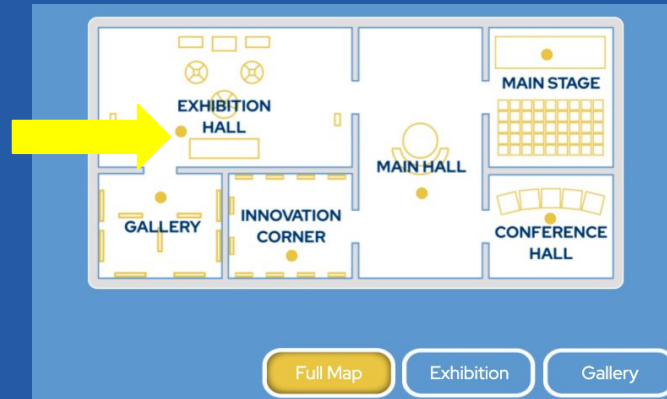 EXHIBITION
HALL
MAIN STAGE
MAIN HALL
GALLERY
INNOVATION
CORNER
CONFERENCE
HALL
Full Map
Exhibition
Gallery